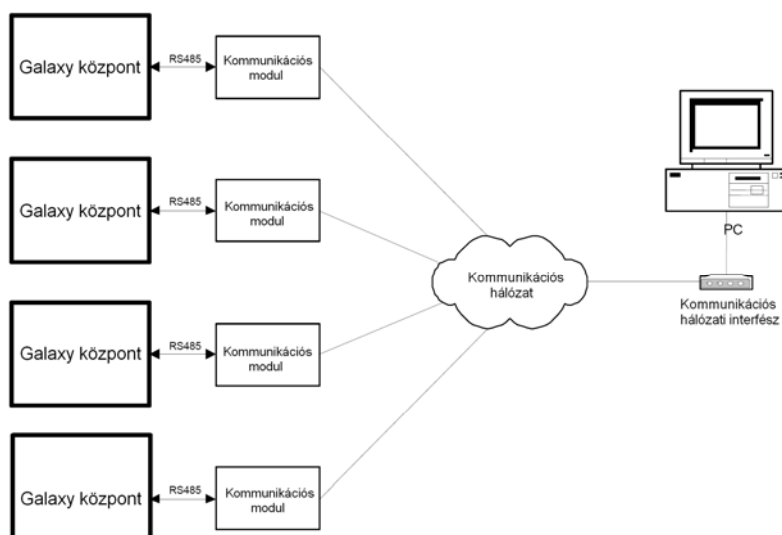 Galaxy központ
RS485
Kommunikációs
modul
Galaxy központ
RS485
Kommunikációs
modul
Galaxy központ
RS485
Kommunikációs
modul
Galaxy központ
RS485
Kommunikációs
modul
Kommunikációs
hálózat
PC
Kommunikációs
hálózati interfész